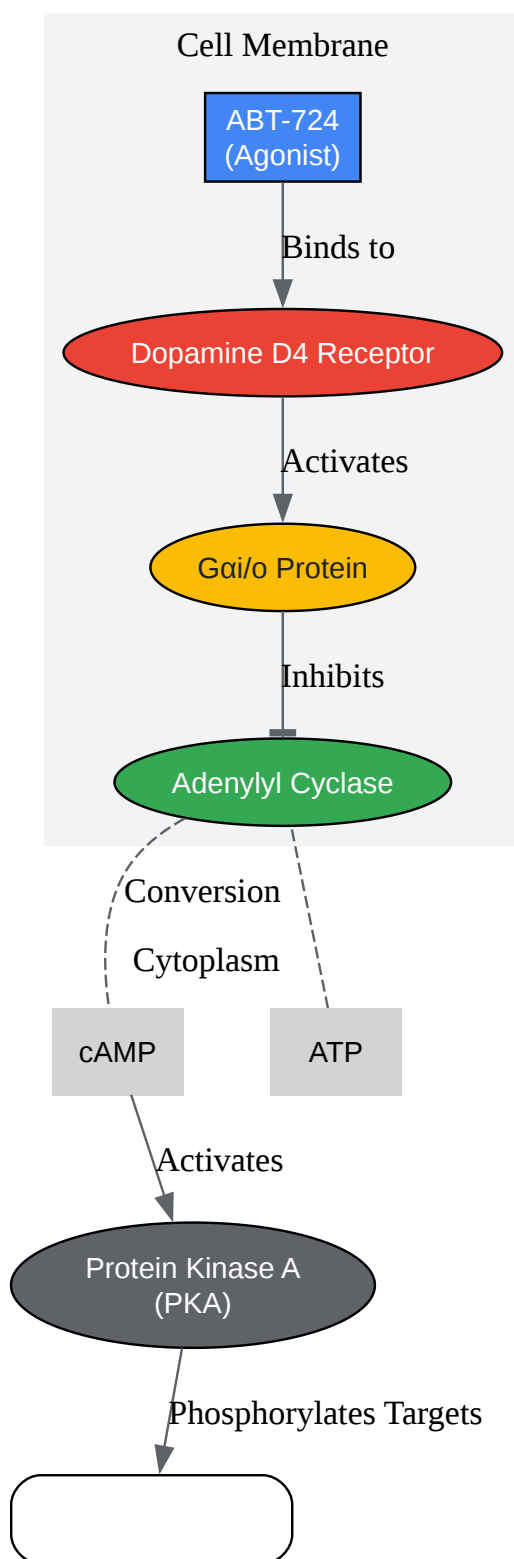 Cell Membrane
ABT-724
(Agonist)
Binds to
Dopamine D4 Receptor
Activates
Gαi/o Protein
Inhibits
Adenylyl Cyclase
Conversion
Cytoplasm
cAMP
ATP
Activates
Protein Kinase A
(PKA)
Phosphorylates Targets